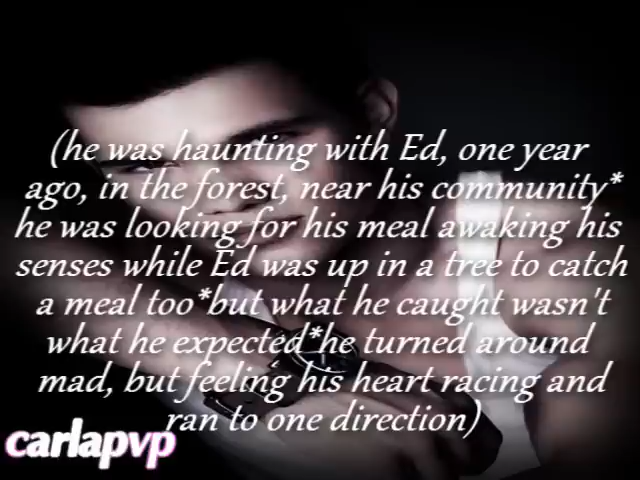 (he was haunting with Ed, one year
ago, in the forest, near his community*
he was looking for his meal awaking his
senses while Ed was up in a tree to catch
a meal too*but what he caught wasn't
what he expected*he turned around
mad, but feeling his heart racing and
ran to one direction)
carlapvp